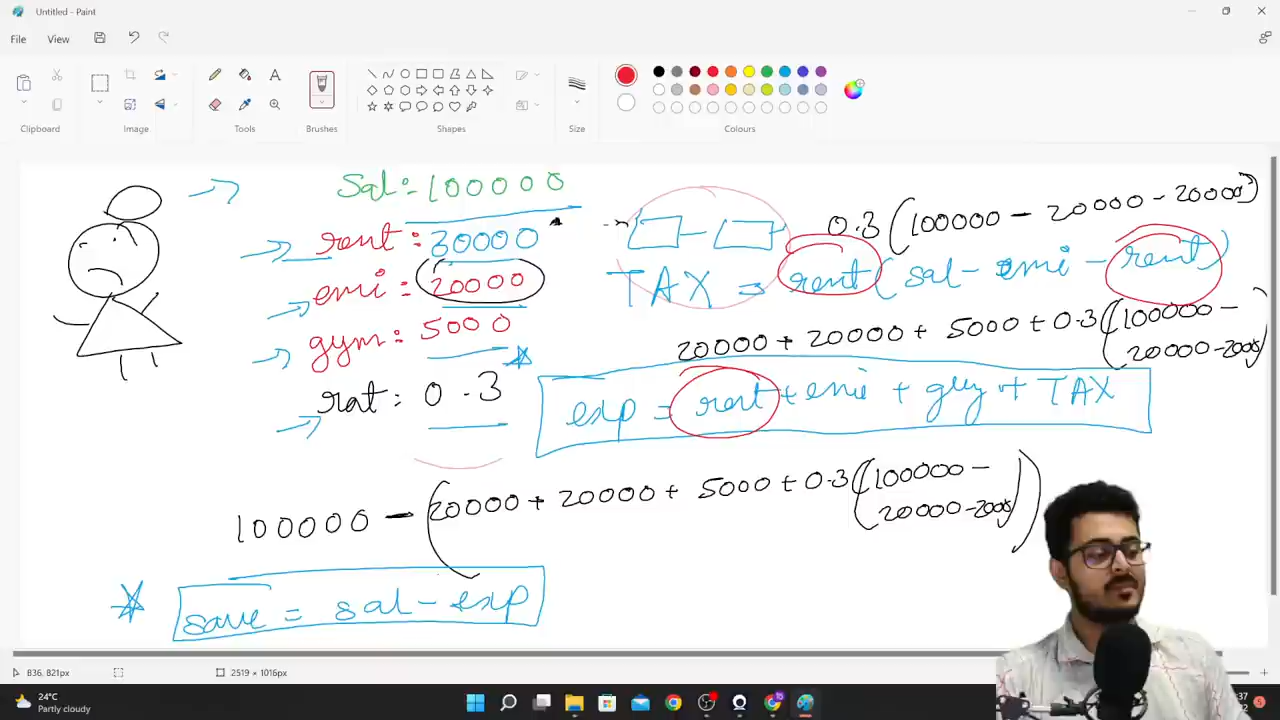 Untitled - Paint
File View
Clipboard Image Tools Brushes Shapes Size Colours
Sal: 100000
rent: 30000
emi: 20000
gym: 5000
rat: 0.3
0.3(100000 - 20000 - 20000)
TAX = rent(sal - emi - rent)
20000 + 20000 + 5000 + 0.3(100000 -
20000 - 20000)
exp = rent + emi + gym + TAX
100000 - (20000 + 20000 + 5000 + 0.3(100000 -
20000 - 20000))
save = sal - exp
836, 821px 2519 × 1016px
24°C
Partly cloudy